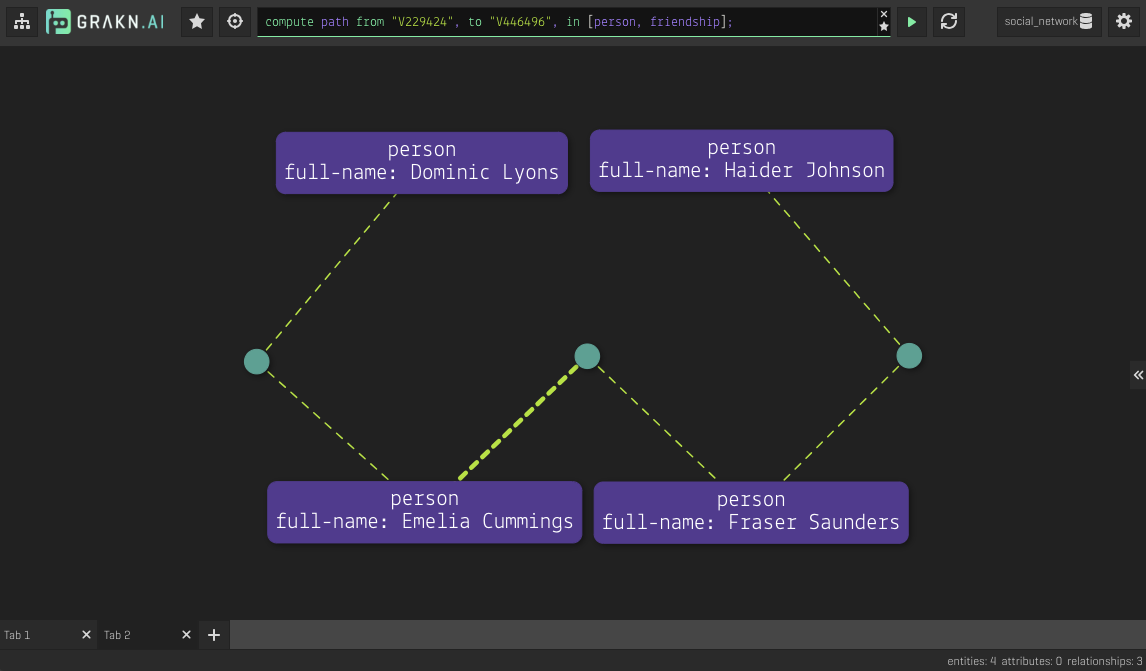 GRAKN.AI
compute path from "V229424", to "V446496", in [person, friendship];
social_network
person
full-name: Dominic Lyons
person
full-name: Haider Johnson
person
full-name: Emelia Cummings
person
full-name: Fraser Saunders
Tab 1
Tab 2
entities: 4 attributes: 0 relationships: 3